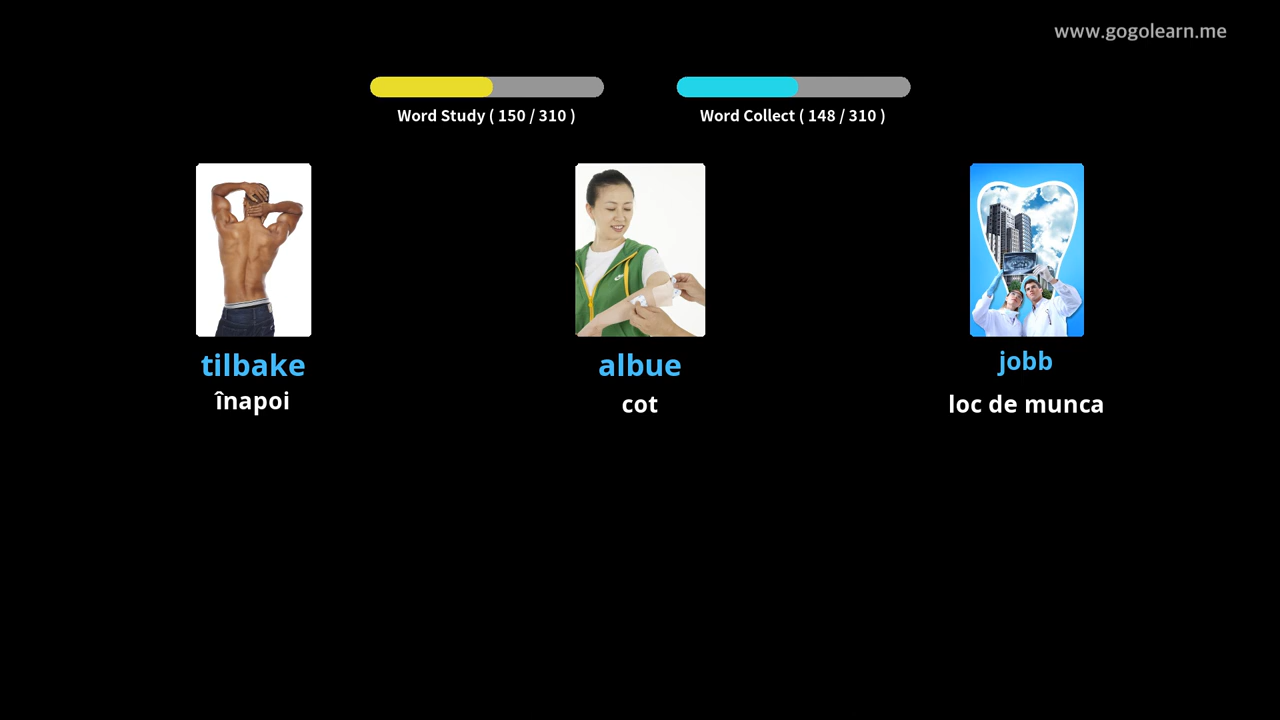 www.gogolearn.me
Word Study ( 150 / 310 )
Word Collect ( 148 / 310 )
tilbake
înapoi
albue
cot
jobb
loc de munca